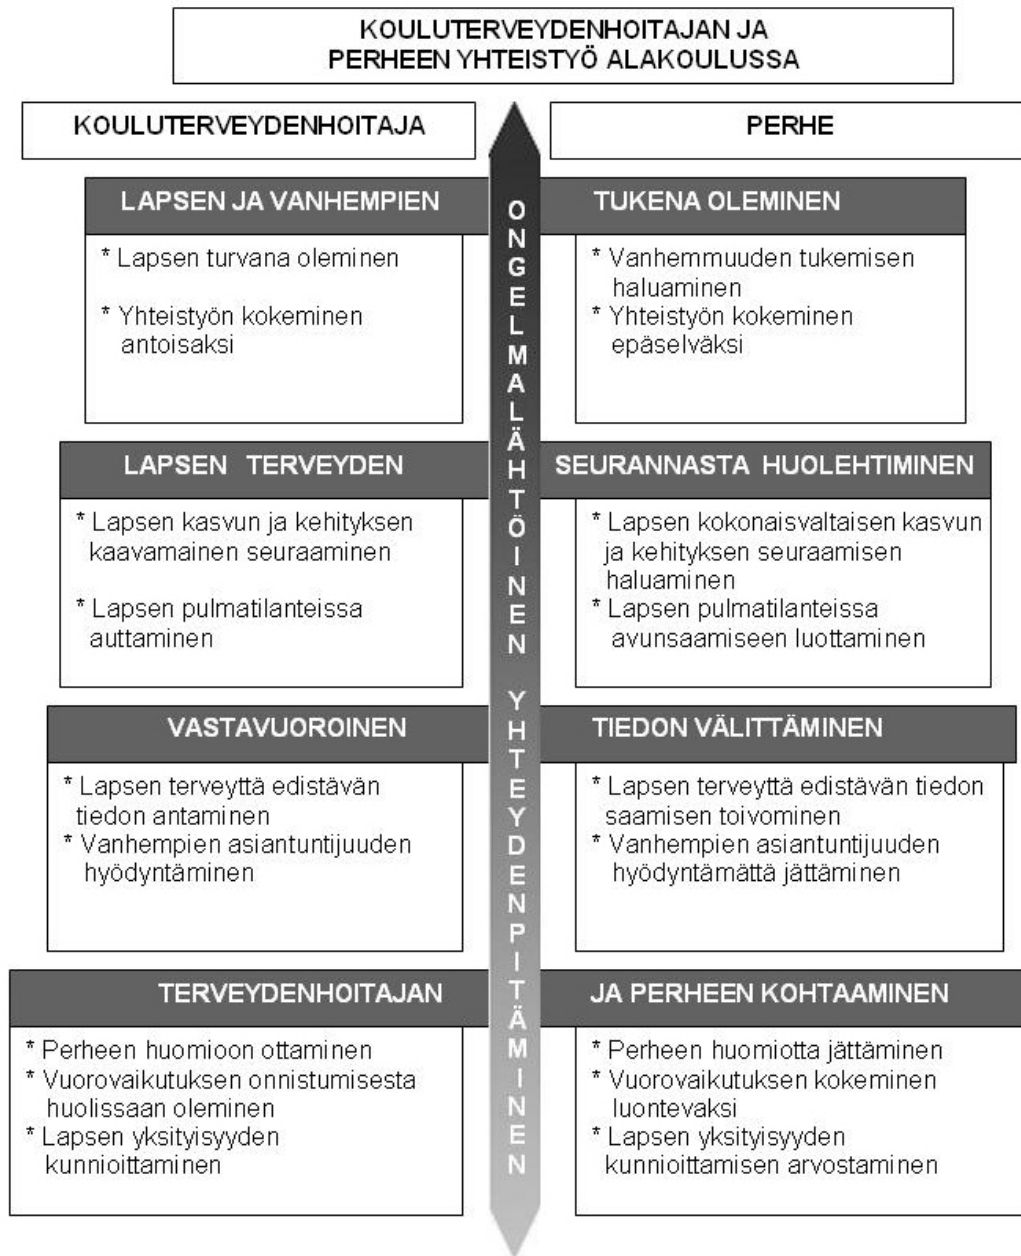 KOULUTERVEYDENHOITAJAN JA
PERHEEN YHTEISTYÖ ALAKOULUSSA
KOULUTERVEYDENHOITAJA
PERHE
ONGELMALÄHTÖINEN YHTEYDENPITÄMINEN
LAPSEN JA VANHEMPIEN TUKENA OLEMINEN
* Lapsen turvana oleminen
* Yhteistyön kokeminen
antoisaksi
* Vanhemmuuden tukemisen
haluaminen
* Yhteistyön kokeminen
epäselväksi
LAPSEN TERVEYDEN SEURANNASTA HUOLEHTIMINEN
* Lapsen kasvun ja kehityksen
kaavamainen seuraaminen
* Lapsen pulmatilanteissa
auttaminen
* Lapsen kokonaisvaltaisen kasvun
ja kehityksen seuraamisen
haluaminen
* Lapsen pulmatilanteissa
avunsaamiseen luottaminen
VASTAVUOROINEN TIEDON VÄLITTÄMINEN
* Lapsen terveyttä edistävän
tiedon antaminen
* Vanhempien asiantuntijuuden
hyödyntäminen
* Lapsen terveyttä edistävän tiedon
saamisen toivominen
* Vanhempien asiantuntijuuden
hyödyntämättä jättäminen
TERVEYDENHOITAJAN JA PERHEEN KOHTAAMINEN
* Perheen huomioon ottaminen
* Vuorovaikutuksen onnistumisesta
huolissaan oleminen
* Lapsen yksityisyyden
kunnioittaminen
* Perheen huomiotta jättäminen
* Vuorovaikutuksen kokeminen
luontevaksi
* Lapsen yksityisyyden
kunnioittamisen arvostaminen